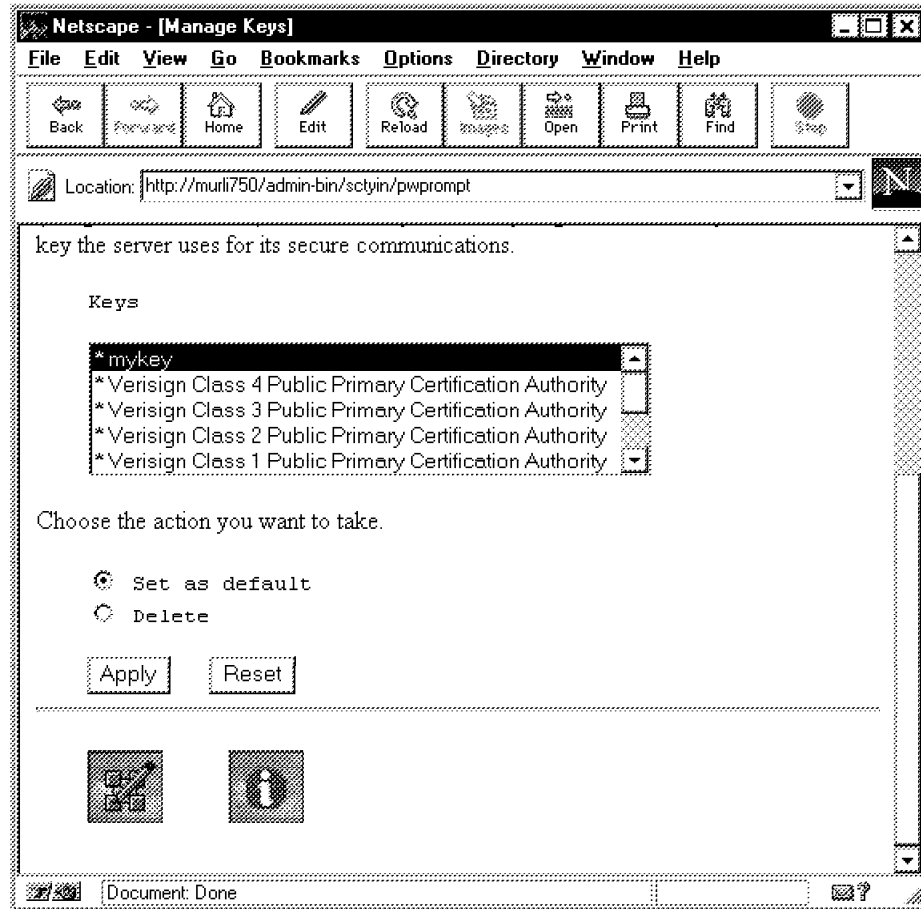 Netscape - [Manage Keys]
File Edit View Go Bookmarks Options Directory Window Help
Back Forward Home Edit Reload Images Open Print Find Stop
Location: http://murli750/admin-bin/sctyin/pwprompt
N
key the server uses for its secure communications.
Keys
* mykey
* Verisign Class 4 Public Primary Certification Authority
* Verisign Class 3 Public Primary Certification Authority
* Verisign Class 2 Public Primary Certification Authority
* Verisign Class 1 Public Primary Certification Authority
Choose the action you want to take.
Set as default
Delete
Apply Reset
Document: Done